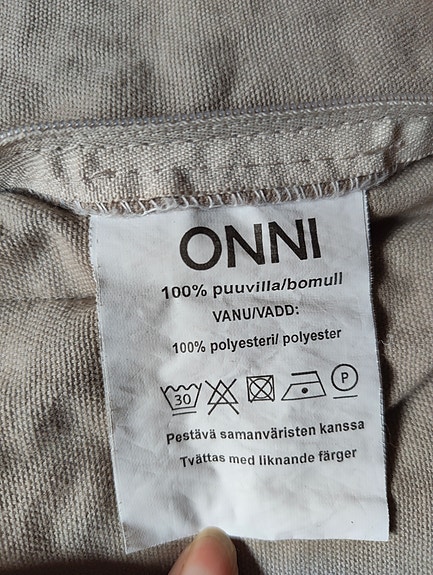 ONNI
100% puuvilla/bomull
VANU/VADD:
100% polyesteri/ polyester
30 P
Pestävä samanväristen kanssa
Tvättas med liknande färger